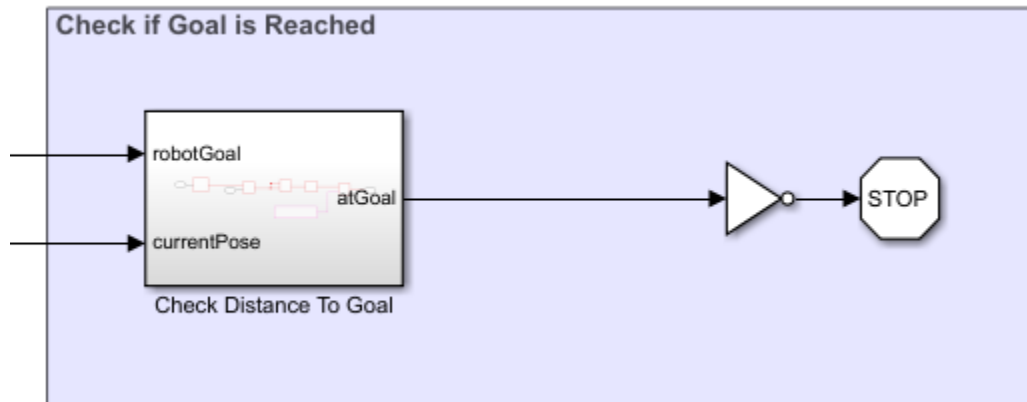 Check if Goal is Reached
robotGoal
atGoal
currentPose
Check Distance To Goal
STOP